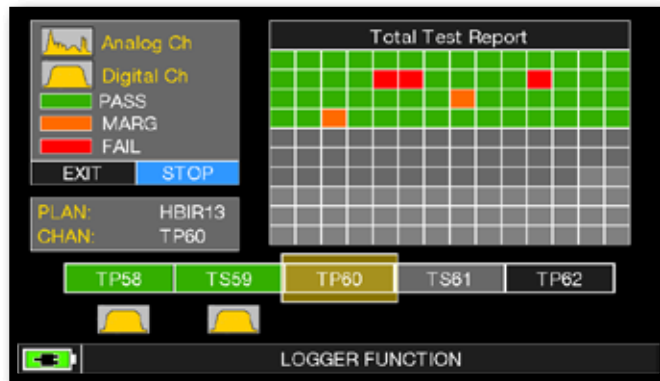 Analog Ch
Digital Ch
PASS
MARG
FAIL
EXIT STOP
PLAN: HBIR13
CHAN: TP60
Total Test Report
TP58 TS59 TP60 TS61 TP62
LOGGER FUNCTION